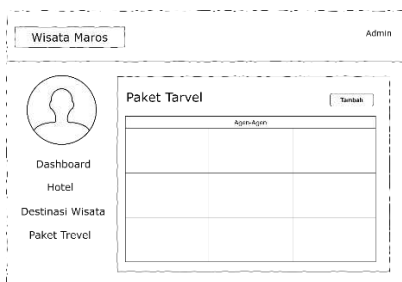 Wisata Maros
Admin
Paket Tarvel
Tambah
Agen-Agen
Dashboard
Hotel
Destinasi Wisata
Paket Trevel